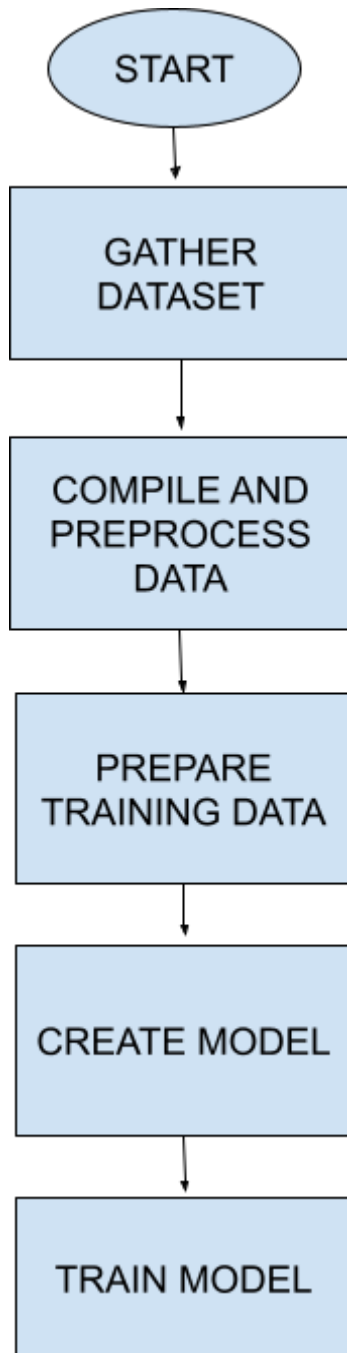 START
GATHER
DATASET
COMPILE AND
PREPROCESS
DATA
PREPARE
TRAINING DATA
CREATE MODEL
TRAIN MODEL